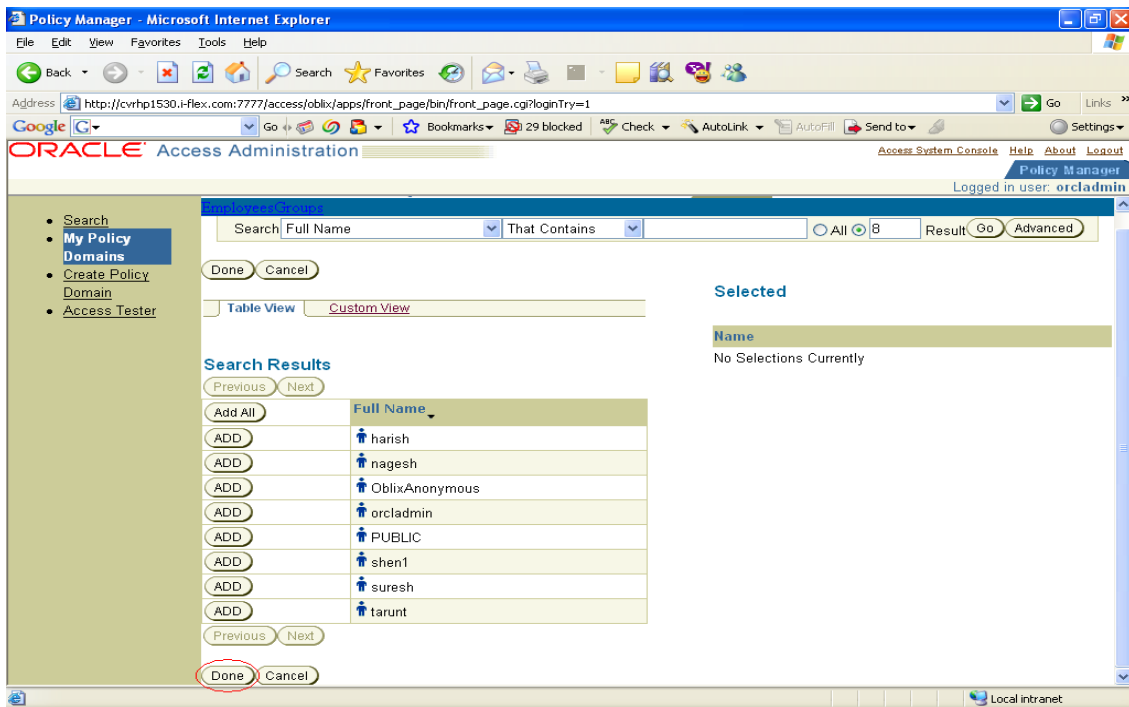 Policy Manager - Microsoft Internet Explorer
File Edit View Favorites Tools Help
Back Search Favorites
Address http://cvrhp1530.i-flex.com:7777/access/oblix/apps/front_page/bin/front_page.cgi?loginTry=1 Go Links »
Google G Go Bookmarks 29 blocked ABC Check AutoLink AutoFill Send to Settings
ORACLE Access Administration
Access System Console Help About Logout
Policy Manager
Logged in user: orcladmin
Search
My Policy Domains
Create Policy Domain
Access Tester
EmployeesGroups
Search Full Name That Contains All 8 Result Go Advanced
Done Cancel
Table View Custom View
Search Results
Previous Next
Add All Full Name
ADD harish
ADD nagesh
ADD OblixAnonymous
ADD orcladmin
ADD PUBLIC
ADD shen1
ADD suresh
ADD tarunt
Previous Next
Done Cancel
Selected
Name
No Selections Currently
Local intranet